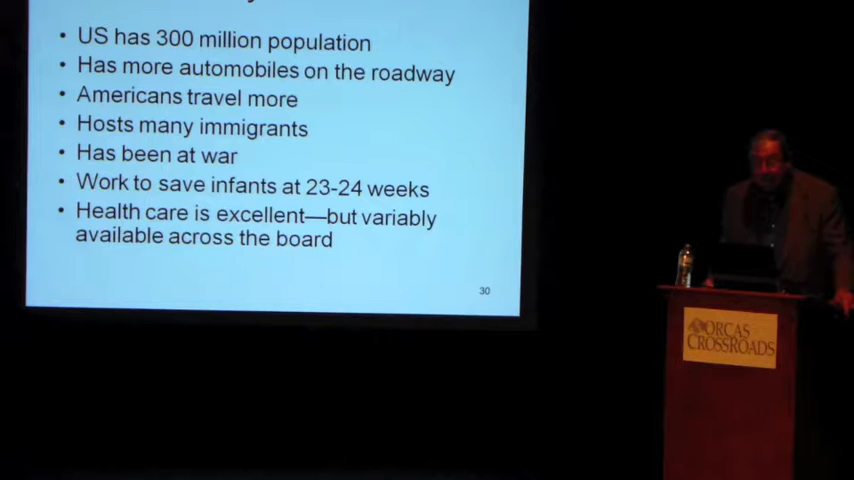 • US has 300 million population
• Has more automobiles on the roadway
• Americans travel more
• Hosts many immigrants
• Has been at war
• Work to save infants at 23-24 weeks
• Health care is excellent—but variably
available across the board
30
ORCAS
CROSSROADS